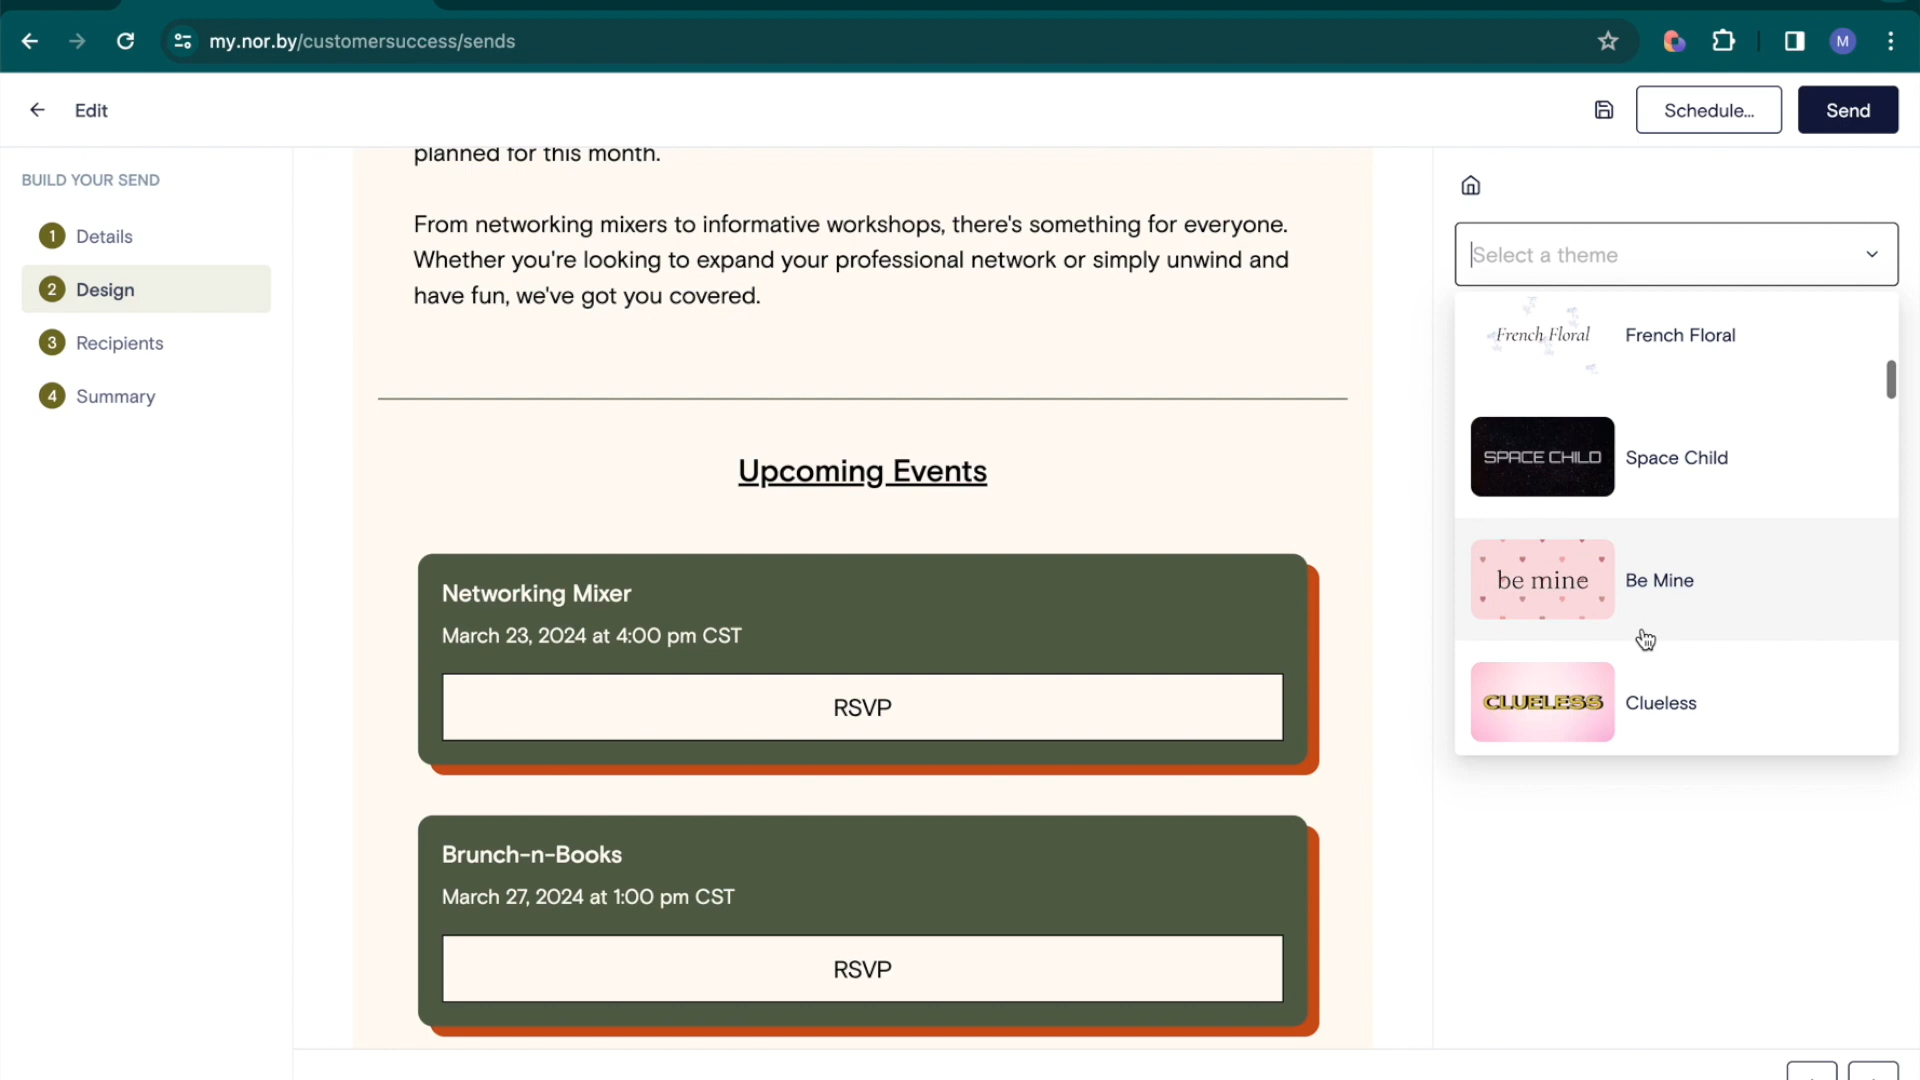 my.nor.by/customersuccess/sends
M
Edit
Schedule...
Send
BUILD YOUR SEND
1 Details
2 Design
3 Recipients
4 Summary
planned for this month.
From networking mixers to informative workshops, there's something for everyone.
Whether you're looking to expand your professional network or simply unwind and
have fun, we've got you covered.
Upcoming Events
Networking Mixer
March 23, 2024 at 4:00 pm CST
RSVP
Brunch-n-Books
March 27, 2024 at 1:00 pm CST
RSVP
Select a theme
French Floral French Floral
SPACE CHILD Space Child
be mine Be Mine
CLUELESS Clueless